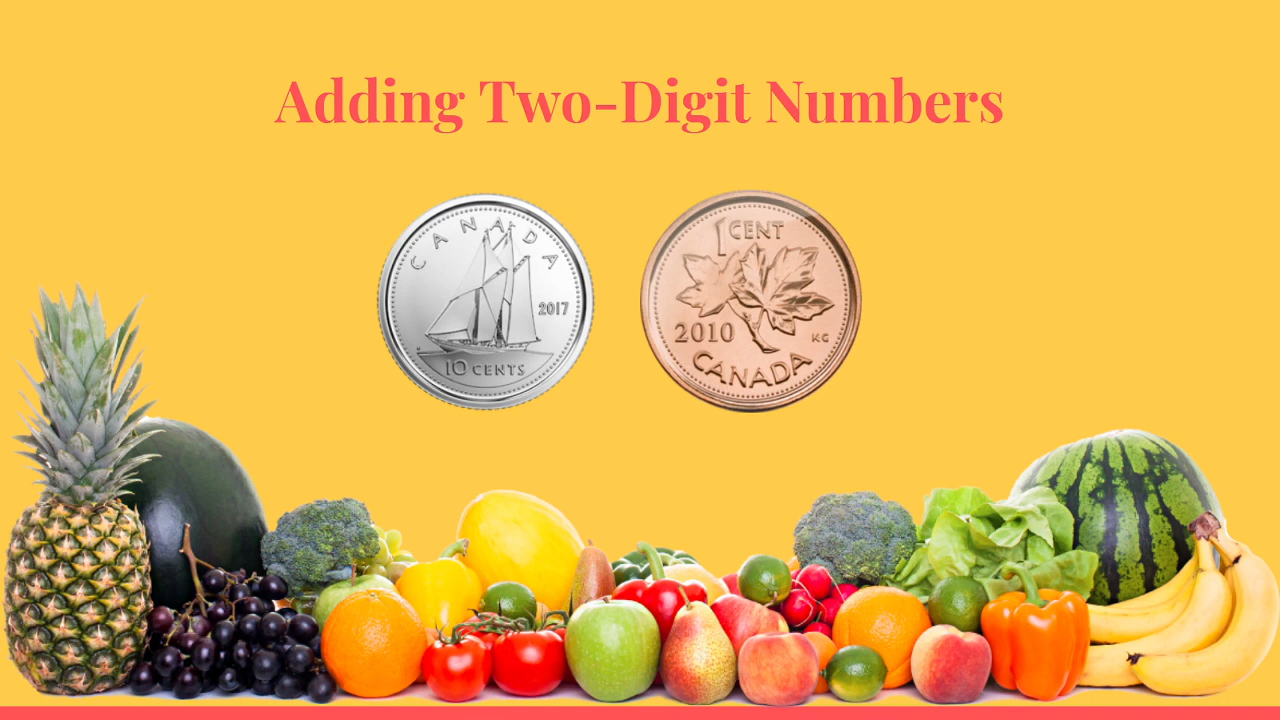 Adding Two-Digit Numbers
CANADA
2017
10 CENTS
1 CENT
2010
KG
CANADA